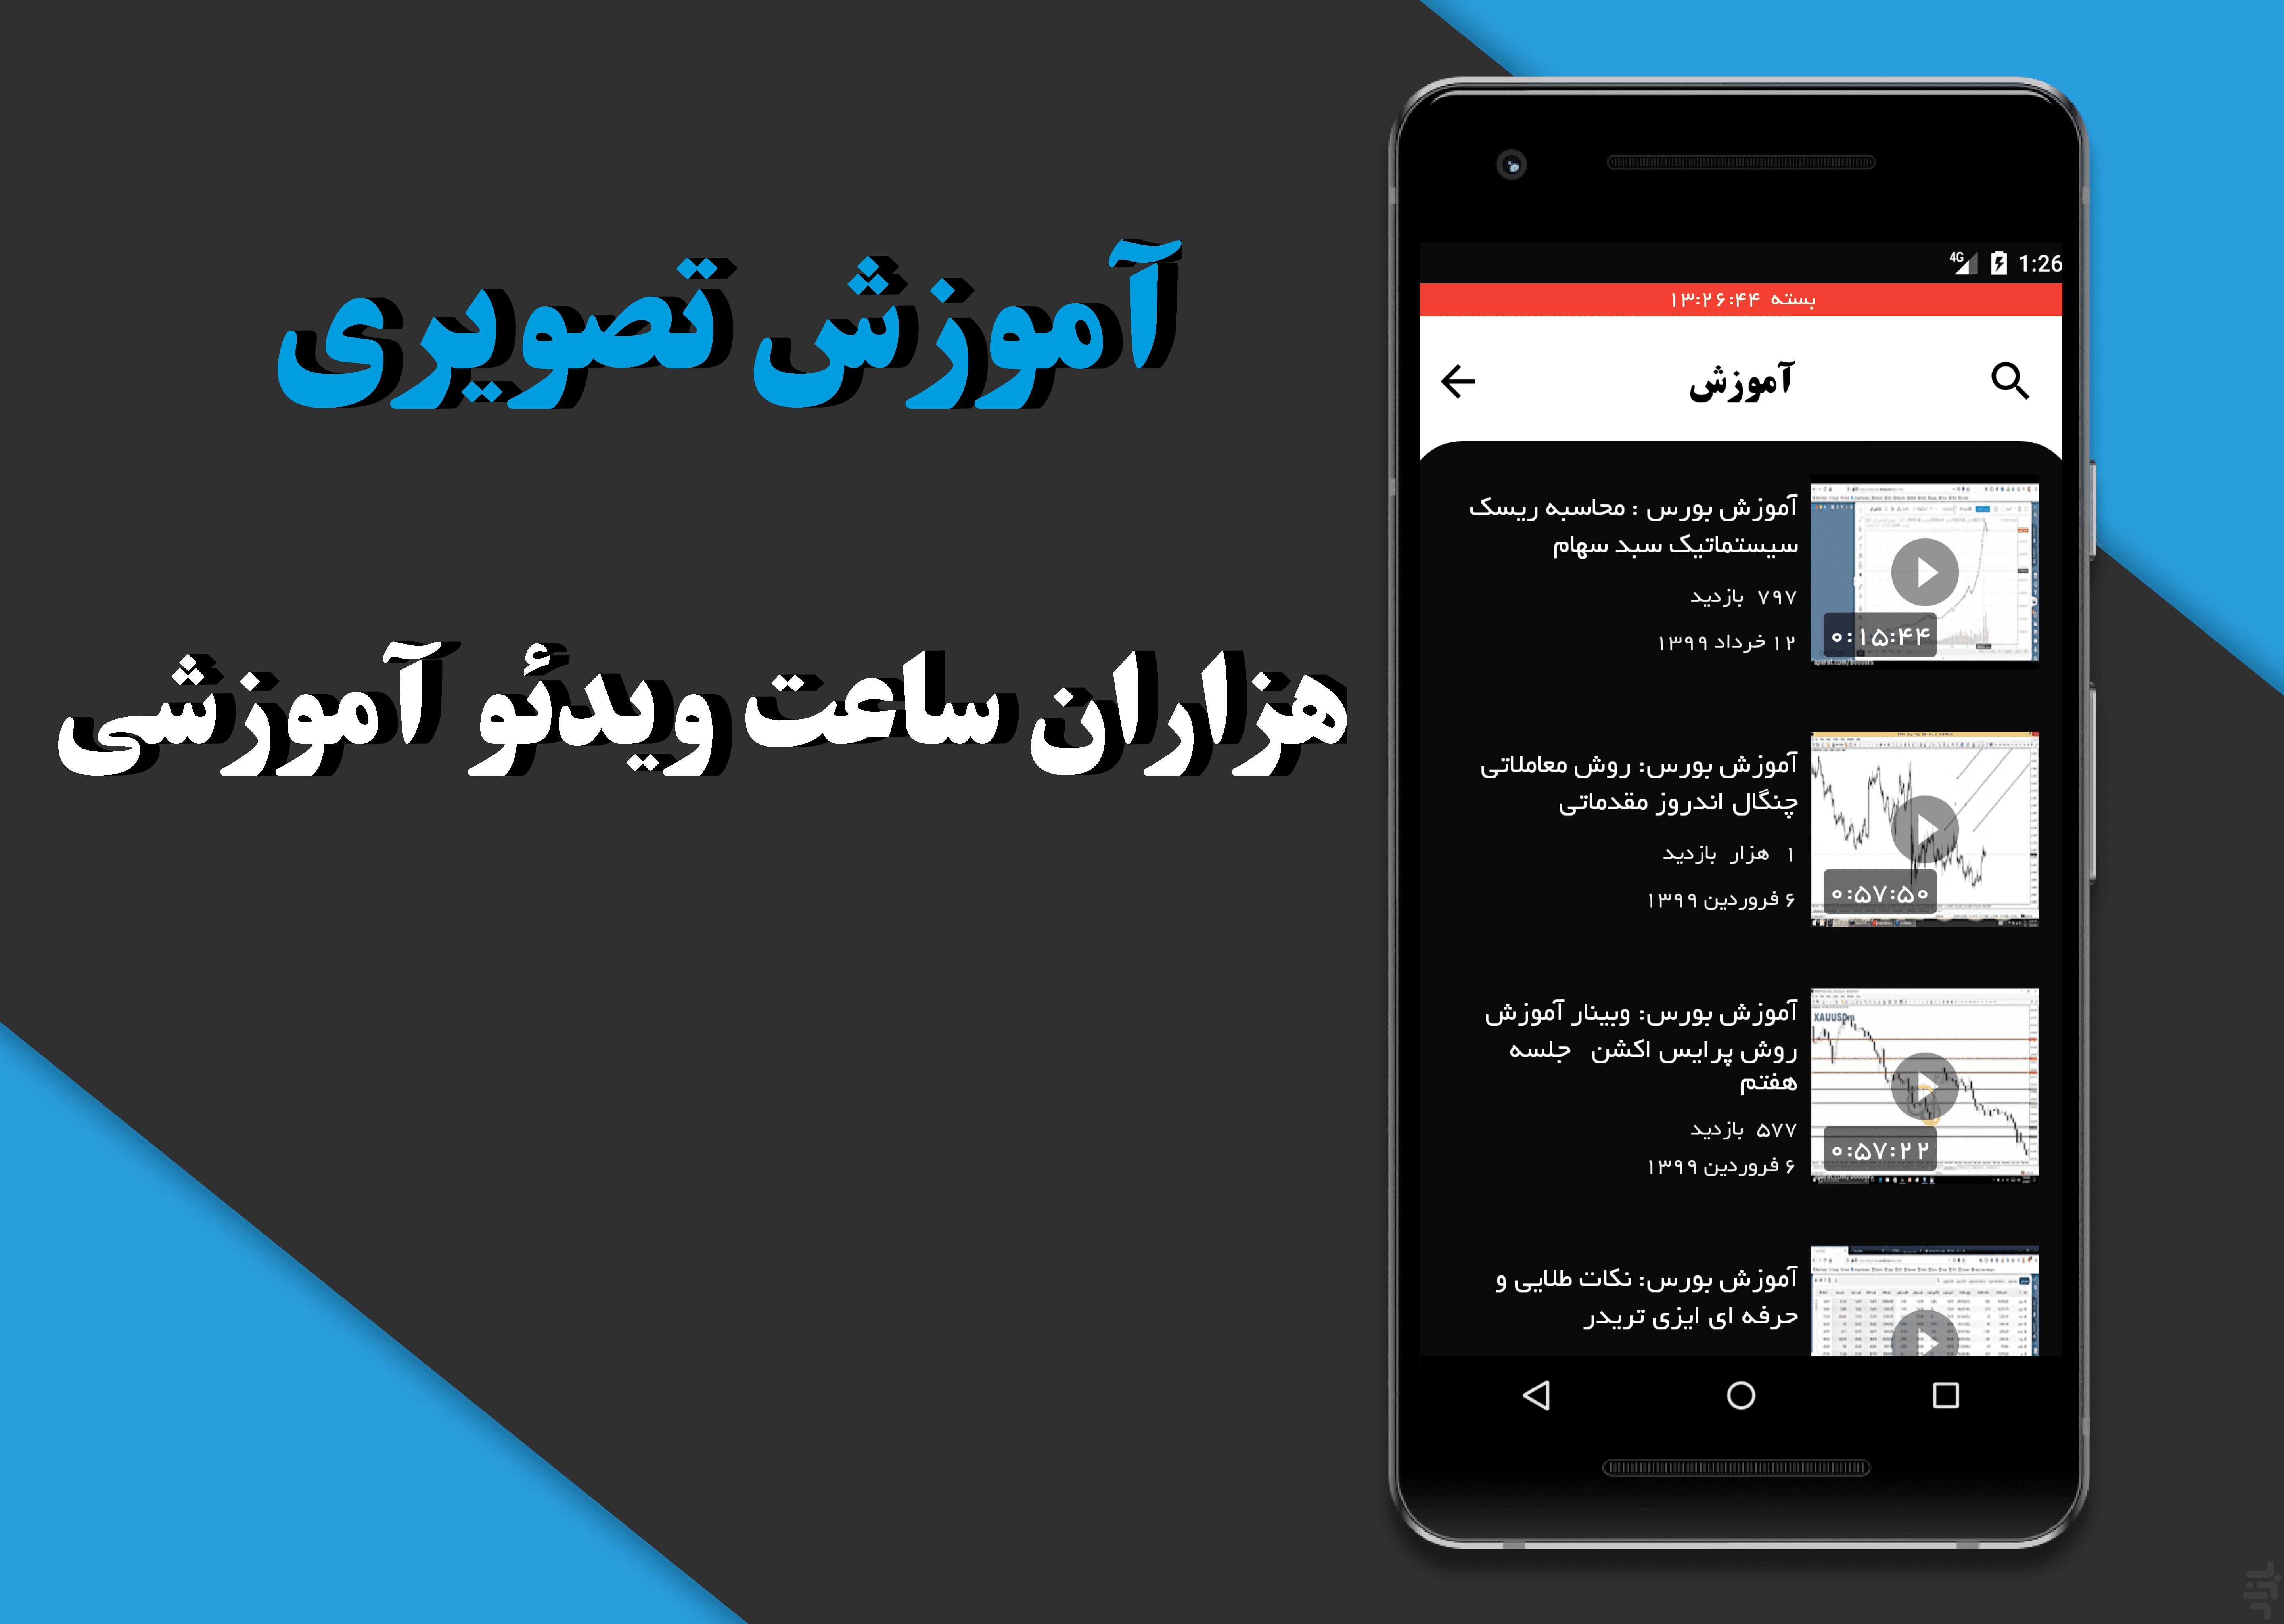 آموزش تصویری
هزاران ساعت ویدئو آموزشی
4G 1:26
بسته ۱۳:۲۶:۴۴
آموزش
آموزش بورس : محاسبه ریسک
سیستماتیک سبد سهام
۷۹۷ بازدید
۱۲ خرداد ۱۳۹۹
۰:۱۵:۴۴
آموزش بورس: روش معاملاتی
چنگال اندروز مقدماتی
۱ هزار بازدید
۶ فروردین ۱۳۹۹
۰:۵۷:۵۰
آموزش بورس: وبینار آموزش
روش پرایس اکشن جلسه
هفتم
۵۷۷ بازدید
۶ فروردین ۱۳۹۹
XAUUSDm
۰:۵۷:۲۲
آموزش بورس: نکات طلایی و
حرفه ای ایزی تریدر
بازار